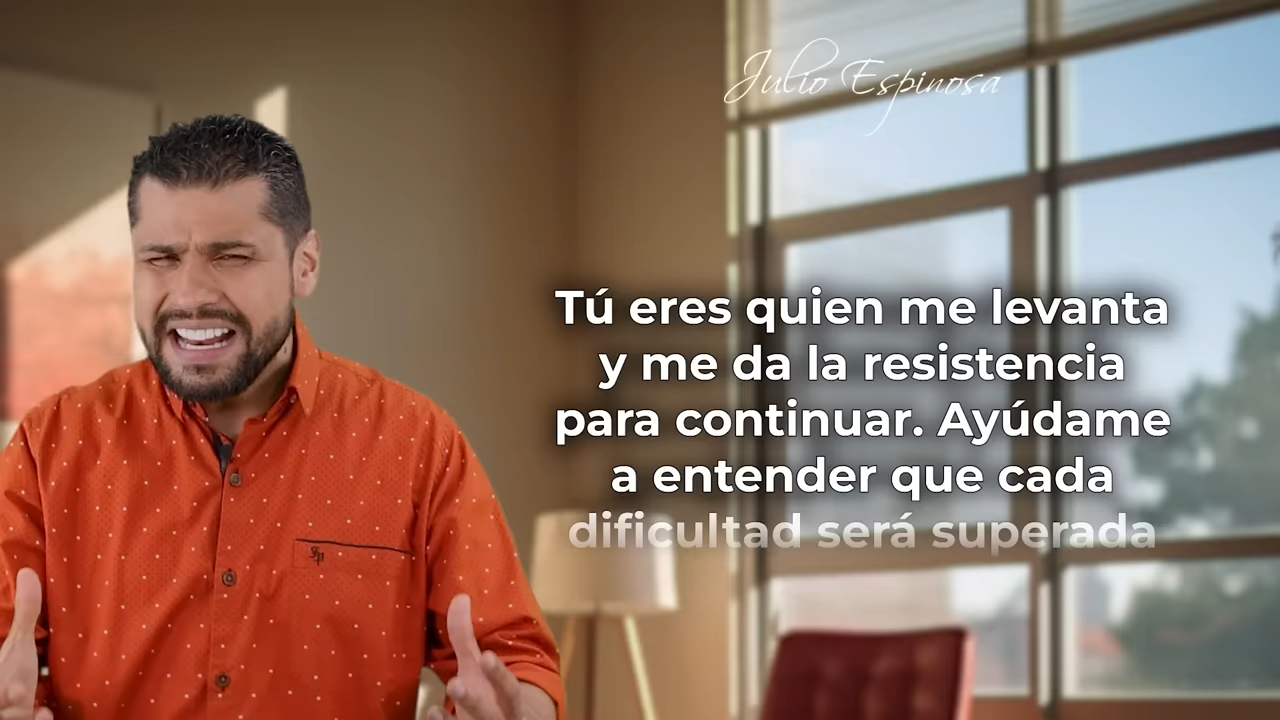 Julio Espinosa
Tú eres quien me levanta
y me da la resistencia
para continuar. Ayúdame
a entender que cada
dificultad será superada